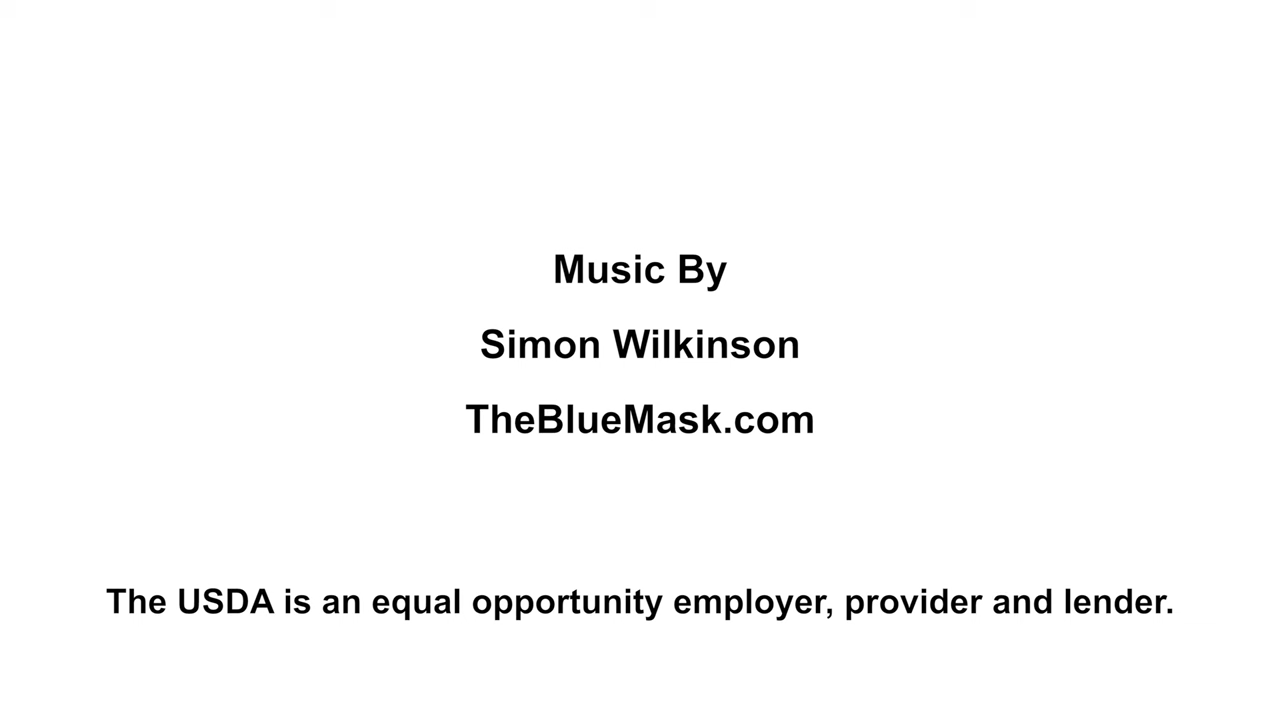 Music By
Simon Wilkinson
TheBlueMask.com
The USDA is an equal opportunity employer, provider and lender.